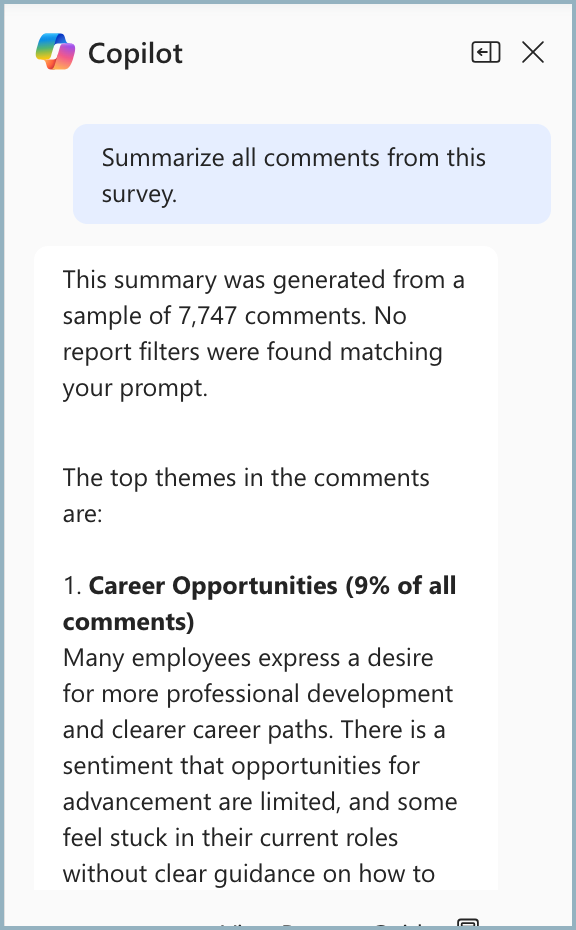 Copilot
Summarize all comments from this
survey.
This summary was generated from a
sample of 7,747 comments. No
report filters were found matching
your prompt.
The top themes in the comments
are:
1. Career Opportunities (9% of all
comments)
Many employees express a desire
for more professional development
and clearer career paths. There is a
sentiment that opportunities for
advancement are limited, and some
feel stuck in their current roles
without clear guidance on how to